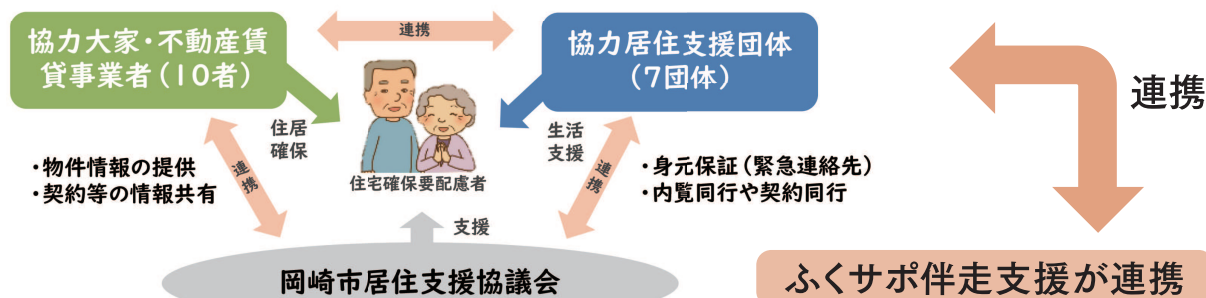 連携
協力大家・不動産賃
貸事業者（10者）
協力居住支援団体
（7団体）
連携
住居
確保
生活
支援
・物件情報の提供
・契約等の情報共有
連携
住宅確保要配慮者
連携
・身元保証（緊急連絡先）
・内覧同行や契約同行
支援
岡崎市居住支援協議会
ふくサポ伴走支援が連携